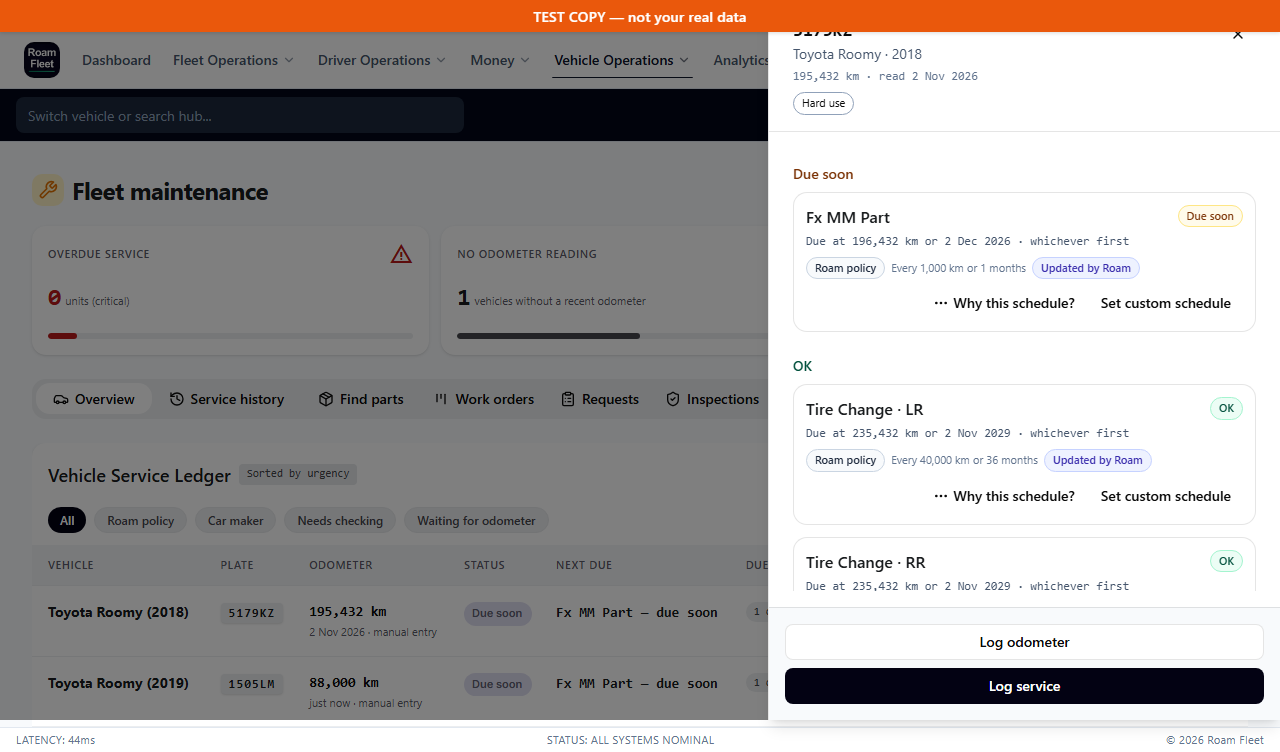 TEST COPY — not your real data
Roam Fleet
Dashboard
Fleet Operations
Driver Operations
Money
Vehicle Operations
Analytics
Switch vehicle or search hub...
Fleet maintenance
OVERDUE SERVICE
0 units (critical)
NO ODOMETER READING
1 vehicles without a recent odometer
Overview
Service history
Find parts
Work orders
Requests
Inspections
Vehicle Service Ledger
Sorted by urgency
All
Roam policy
Car maker
Needs checking
Waiting for odometer
VEHICLE PLATE ODOMETER STATUS NEXT DUE DUE
Toyota Roomy (2018) 5179KZ 195,432 km Due soon Fx MM Part — due soon 1
2 Nov 2026 · manual entry
Toyota Roomy (2019) 1505LM 88,000 km Due soon Fx MM Part — due soon 1
just now · manual entry
5179KZ
Toyota Roomy · 2018
195,432 km · read 2 Nov 2026
Hard use
Due soon
Fx MM Part
Due soon
Due at 196,432 km or 2 Dec 2026 · whichever first
Roam policy Every 1,000 km or 1 months Updated by Roam
··· Why this schedule? Set custom schedule
OK
Tire Change · LR
OK
Due at 235,432 km or 2 Nov 2029 · whichever first
Roam policy Every 40,000 km or 36 months Updated by Roam
··· Why this schedule? Set custom schedule
Tire Change · RR
OK
Due at 235,432 km or 2 Nov 2029 · whichever first
Log odometer
Log service
LATENCY: 44ms
STATUS: ALL SYSTEMS NOMINAL
© 2026 Roam Fleet